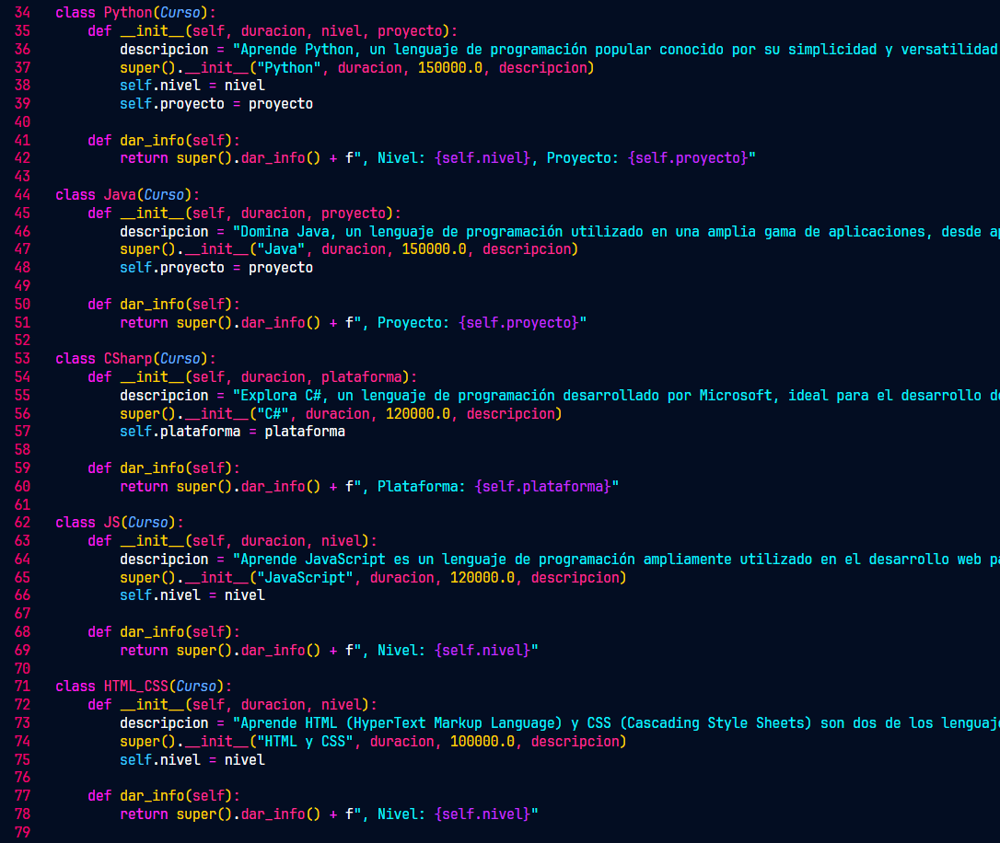 34 class Python(Curso):
35     def __init__(self, duracion, nivel, proyecto):
36         descripcion = "Aprende Python, un lenguaje de programación popular conocido por su simplicidad y versatilidad
37         super().__init__("Python", duracion, 150000.0, descripcion)
38         self.nivel = nivel
39         self.proyecto = proyecto
40
41     def dar_info(self):
42         return super().dar_info() + f", Nivel: {self.nivel}, Proyecto: {self.proyecto}"
43
44 class Java(Curso):
45     def __init__(self, duracion, proyecto):
46         descripcion = "Domina Java, un lenguaje de programación utilizado en una amplia gama de aplicaciones, desde
47         super().__init__("Java", duracion, 150000.0, descripcion)
48         self.proyecto = proyecto
49
50     def dar_info(self):
51         return super().dar_info() + f", Proyecto: {self.proyecto}"
52
53 class CSharp(Curso):
54     def __init__(self, duracion, plataforma):
55         descripcion = "Explora C#, un lenguaje de programación desarrollado por Microsoft, ideal para el desarrollo
56         super().__init__("C#", duracion, 120000.0, descripcion)
57         self.plataforma = plataforma
58
59     def dar_info(self):
60         return super().dar_info() + f", Plataforma: {self.plataforma}"
61
62 class JS(Curso):
63     def __init__(self, duracion, nivel):
64         descripcion = "Aprende JavaScript es un lenguaje de programación ampliamente utilizado en el desarrollo web
65         super().__init__("JavaScript", duracion, 120000.0, descripcion)
66         self.nivel = nivel
67
68     def dar_info(self):
69         return super().dar_info() + f", Nivel: {self.nivel}"
70
71 class HTML_CSS(Curso):
72     def __init__(self, duracion, nivel):
73         descripcion = "Aprende HTML (HyperText Markup Language) y CSS (Cascading Style Sheets) son dos de los
74         super().__init__("HTML y CSS", duracion, 100000.0, descripcion)
75         self.nivel = nivel
76
77     def dar_info(self):
78         return super().dar_info() + f", Nivel: {self.nivel}"
79